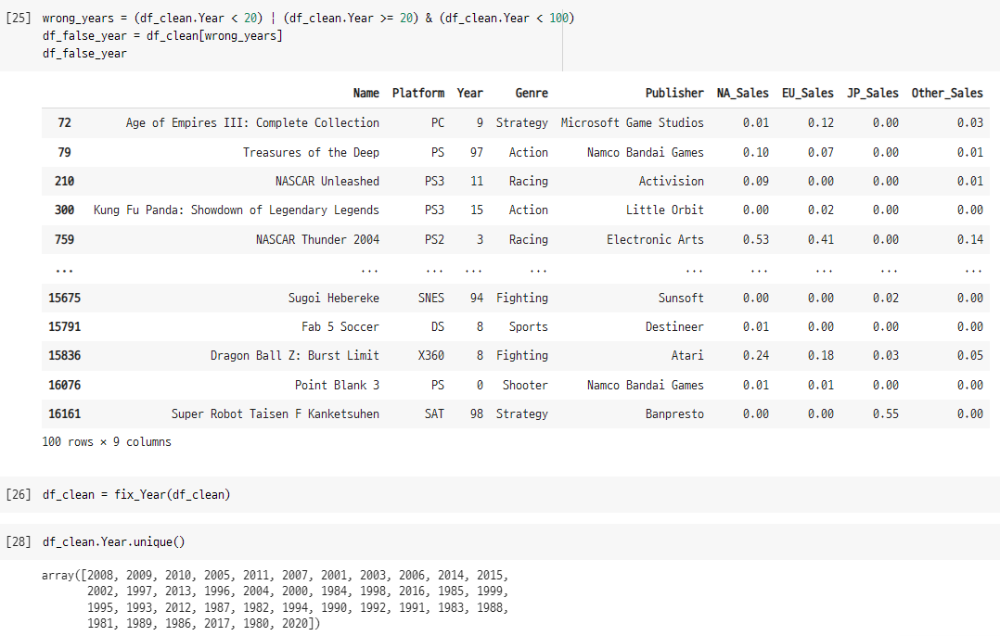 [25] wrong_years = (df_clean.Year < 20) | (df_clean.Year >= 20) & (df_clean.Year < 100)
df_false_year = df_clean[wrong_years]
df_false_year
Name Platform Year Genre Publisher NA_Sales EU_Sales JP_Sales Other_Sales
72 Age of Empires III: Complete Collection PC 9 Strategy Microsoft Game Studios 0.01 0.12 0.00 0.03
79 Treasures of the Deep PS 97 Action Namco Bandai Games 0.10 0.07 0.00 0.01
210 NASCAR Unleashed PS3 11 Racing Activision 0.09 0.00 0.00 0.01
300 Kung Fu Panda: Showdown of Legendary Legends PS3 15 Action Little Orbit 0.00 0.02 0.00 0.00
759 NASCAR Thunder 2004 PS2 3 Racing Electronic Arts 0.53 0.41 0.00 0.14
... ... ... ... ... ... ... ... ... ...
15675 Sugoi Hebereke SNES 94 Fighting Sunsoft 0.00 0.00 0.02 0.00
15791 Fab 5 Soccer DS 8 Sports Destineer 0.01 0.00 0.00 0.00
15836 Dragon Ball Z: Burst Limit X360 8 Fighting Atari 0.24 0.18 0.03 0.05
16076 Point Blank 3 PS 0 Shooter Namco Bandai Games 0.01 0.01 0.00 0.00
16161 Super Robot Taisen F Kanketsuhen SAT 98 Strategy Banpresto 0.00 0.00 0.55 0.00
100 rows × 9 columns
[26] df_clean = fix_Year(df_clean)
[28] df_clean.Year.unique()
array([2008, 2009, 2010, 2005, 2011, 2007, 2001, 2003, 2006, 2014, 2015,
2002, 1997, 2013, 1996, 2004, 2000, 1984, 1998, 2016, 1985, 1999,
1995, 1993, 2012, 1987, 1982, 1994, 1990, 1992, 1991, 1983, 1988,
1981, 1989, 1986, 2017, 1980, 2020])